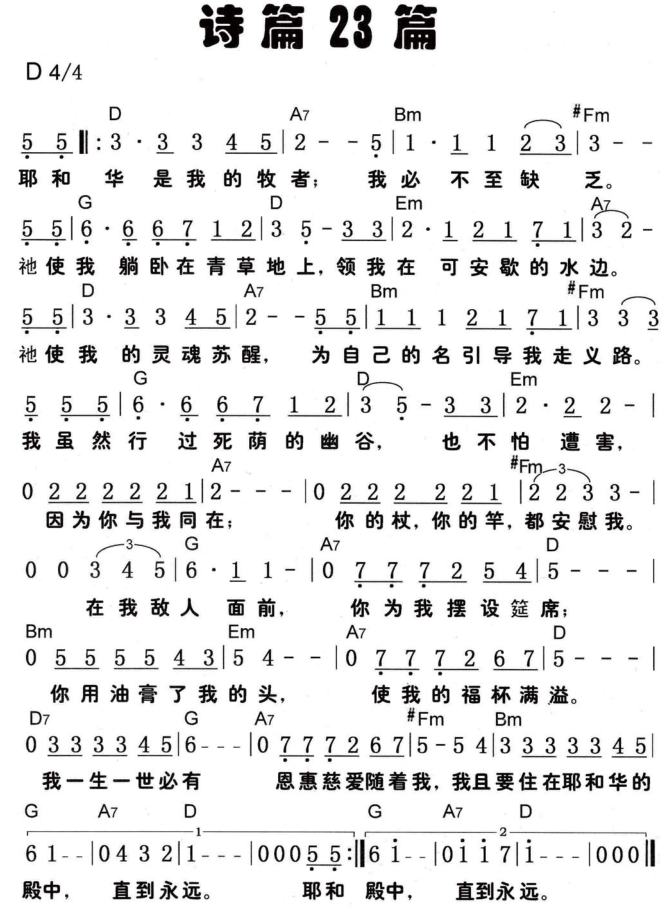 诗篇 23 篇
D 4/4
D A7 Bm #Fm
5 5 ‖: 3 · 3 3 4 5 | 2 - - 5 | 1 · 1 1 2 3 | 3 - -
耶和 华 是我的牧者； 我必 不至缺 乏。
G D Em A7
5 5 | 6 · 6 6 7 1 2 | 3 5 - 3 3 | 2 · 1 2 1 7 1 | 3 2 -
祂使我 躺卧在青草地上，领我在 可安歇的水边。
D A7 Bm #Fm
5 5 | 3 · 3 3 4 5 | 2 - - 5 5 | 1 1 1 2 1 7 1 | 3 3 3
祂使我 的灵魂苏醒， 为自己的名引导我走义路。
G D Em
5 5 5 | 6 · 6 6 7 1 2 | 3 5 - 3 3 | 2 · 2 2 - |
我虽然行 过死荫的幽谷， 也不怕 遭害，
A7 #Fm 3
0 2 2 2 2 2 1 | 2 - - - | 0 2 2 2 2 2 1 | 2 2 3 3 - |
因为你与我同在； 你的杖，你的竿，都安慰我。
3 G A7 D
0 0 3 4 5 | 6 · 1 1 - | 0 7 7 7 2 5 4 | 5 - - - |
在我敌人 面前， 你为我摆设筵席；
Bm Em A7 D
0 5 5 5 5 4 3 | 5 4 - - | 0 7 7 7 2 6 7 | 5 - - - |
你用油膏了我的头， 使我的福杯满溢。
D7 G A7 #Fm Bm
0 3 3 3 3 4 5 | 6 - - - | 0 7 7 7 2 6 7 | 5 - 5 4 | 3 3 3 3 3 4 5 |
我一生一世必有 恩惠慈爱随着我，我且要住在耶和华的
G A7 D G A7 D
1 2
6 1 - - | 0 4 3 2 | 1 - - - | 0 0 0 5 5 :‖ 6 i - - | 0 i i 7 | i - - - | 0 0 0 ‖
殿中， 直到永远。 耶和 殿中， 直到永远。